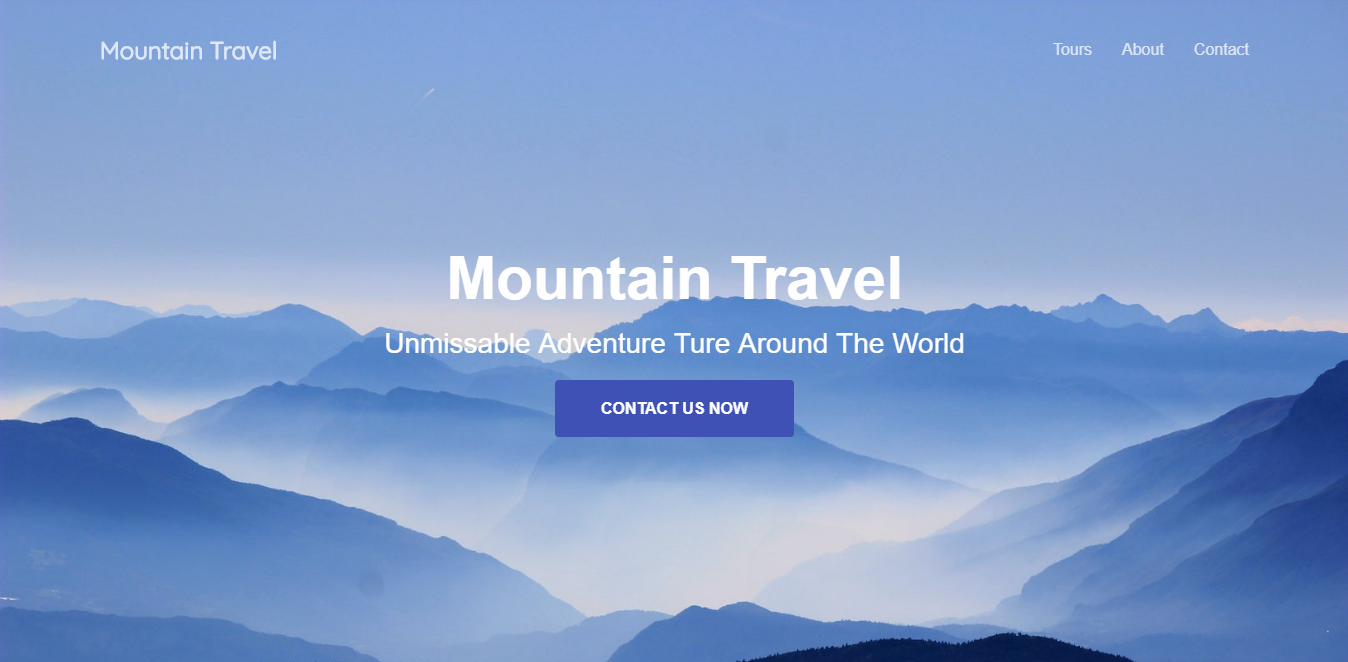 Mountain Travel
Tours About Contact
Mountain Travel
Unmissable Adventure Ture Around The World
CONTACT US NOW